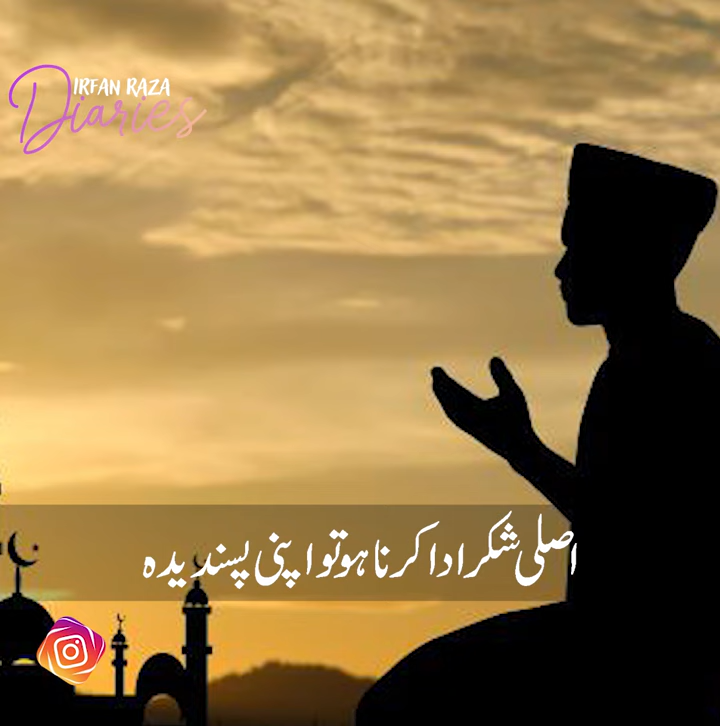 IRFAN RAZA
Diaries
اصلی شکر ادا کرنا ہو تو اپنی پسندیدہ